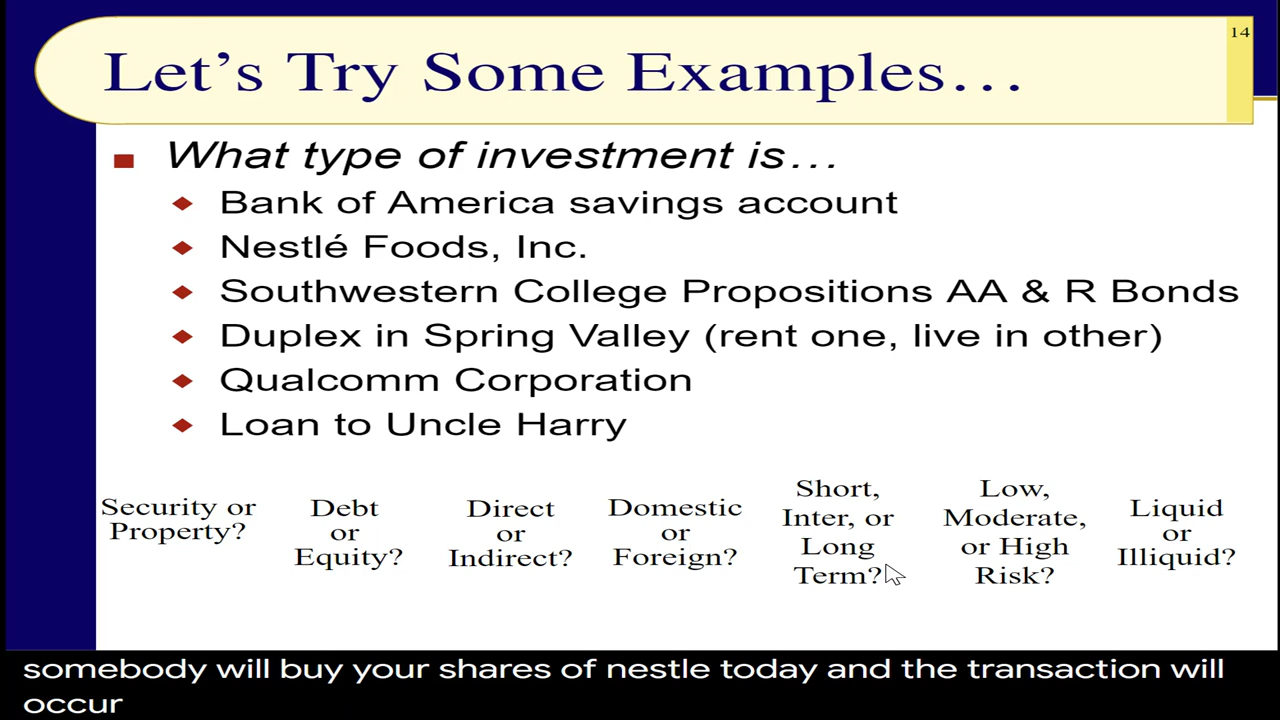 14
Let's Try Some Examples…
What type of investment is…
Bank of America savings account
Nestlé Foods, Inc.
Southwestern College Propositions AA & R Bonds
Duplex in Spring Valley (rent one, live in other)
Qualcomm Corporation
Loan to Uncle Harry
Security or
Property?
Debt
or
Equity?
Direct
or
Indirect?
Domestic
or
Foreign?
Short,
Inter, or
Long
Term?
Low,
Moderate,
or High
Risk?
Liquid
or
Illiquid?
somebody will buy your shares of nestle today and the transaction will
occur